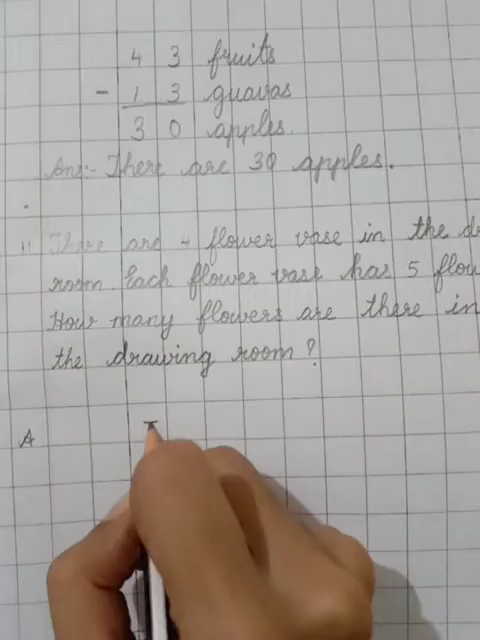 4 3 fruits
- 1 3 guavas
3 0 apples.
Ans:- There are 30 apples.
11 There are 4 flower vase in the
room. Each flower vase has 5
How many flowers are there in
the drawing room?
A